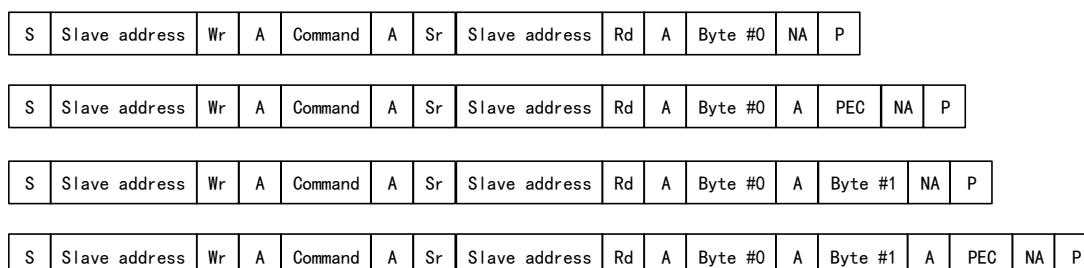 S Slave address Wr A Command A Sr Slave address Rd A Byte #0 NA P
S Slave address Wr A Command A Sr Slave address Rd A Byte #0 A PEC NA P
S Slave address Wr A Command A Sr Slave address Rd A Byte #0 A Byte #1 NA P
S Slave address Wr A Command A Sr Slave address Rd A Byte #0 A Byte #1 A PEC NA P